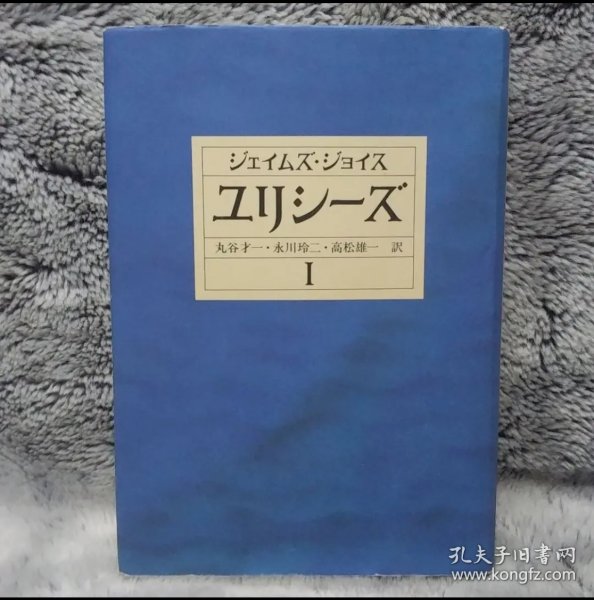 ジェイムズ・ジョイス
ユリシーズ
丸谷才一・永川玲二・高松雄一 訳
I
孔夫子旧書网
www.kongfz.com